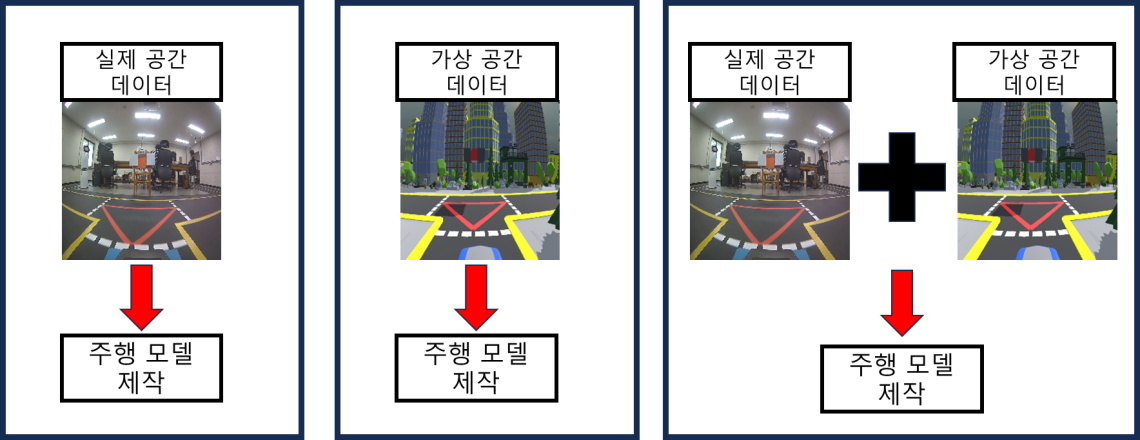 실제 공간
데이터
주행 모델
제작
가상 공간
데이터
주행 모델
제작
실제 공간
데이터
가상 공간
데이터
주행 모델
제작